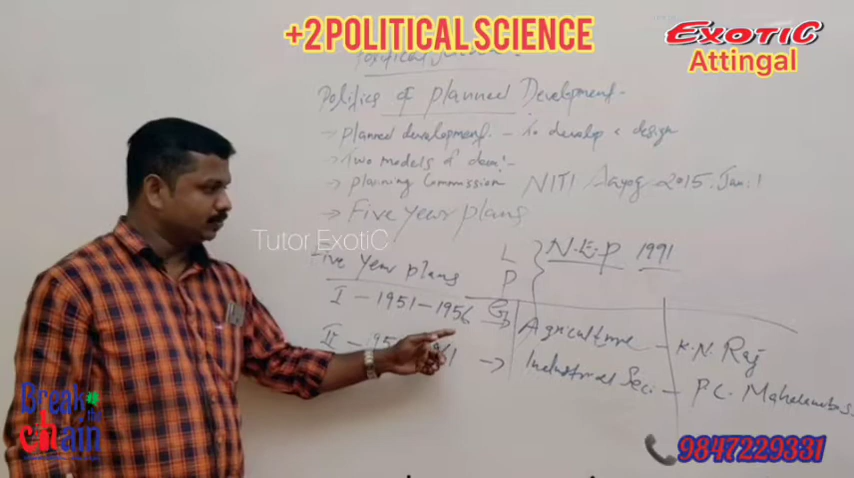 +2 POLITICAL SCIENCE
EXOTIC
Attingal
Politics of planned Development -
→ planned development. - To develop a design
→ Two models of
→ planning Commission NITI Aayog 2015. Jan. 1
→ Five Year plans
Tutor ExotiC
Five Year plans
L
P
G
} N.E.P 1991
I - 1951-1956 → Agriculture - K.N. Raj
II - 1961 → Industrial Sec. - P.C. Mahalanobis
Break
the
chain
9847229331